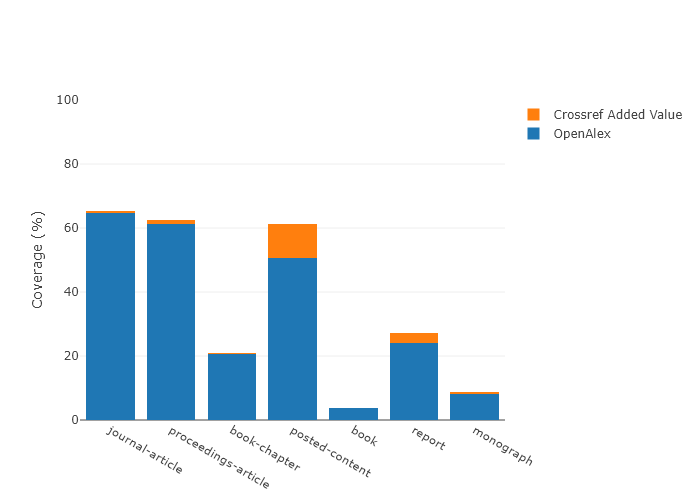 100
80
60
40
20
0
Coverage (%)
journal-article
proceedings-article
book-chapter
posted-content
book
report
monograph
Crossref Added Value
OpenAlex